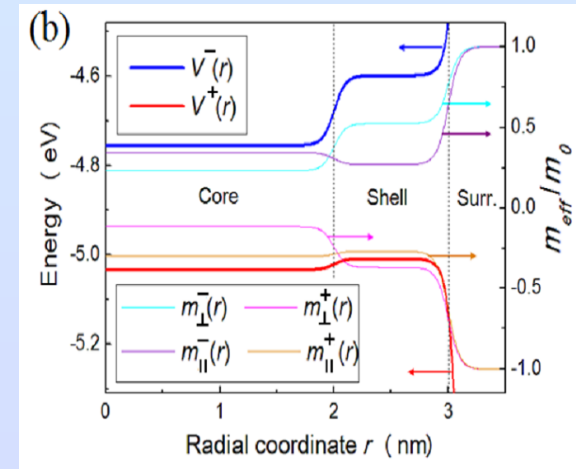 (b)
V⁻(r)
V⁺(r)
Energy ( eV)
-4.6
-4.8
-5.0
-5.2
Core
Shell
Surr.
m⊥⁻(r)
m⊥⁺(r)
m||⁻(r)
m||⁺(r)
1.0
0.5
0.0
-0.5
-1.0
m_eff/m_0
0
1
2
3
Radial coordinate r ( nm)